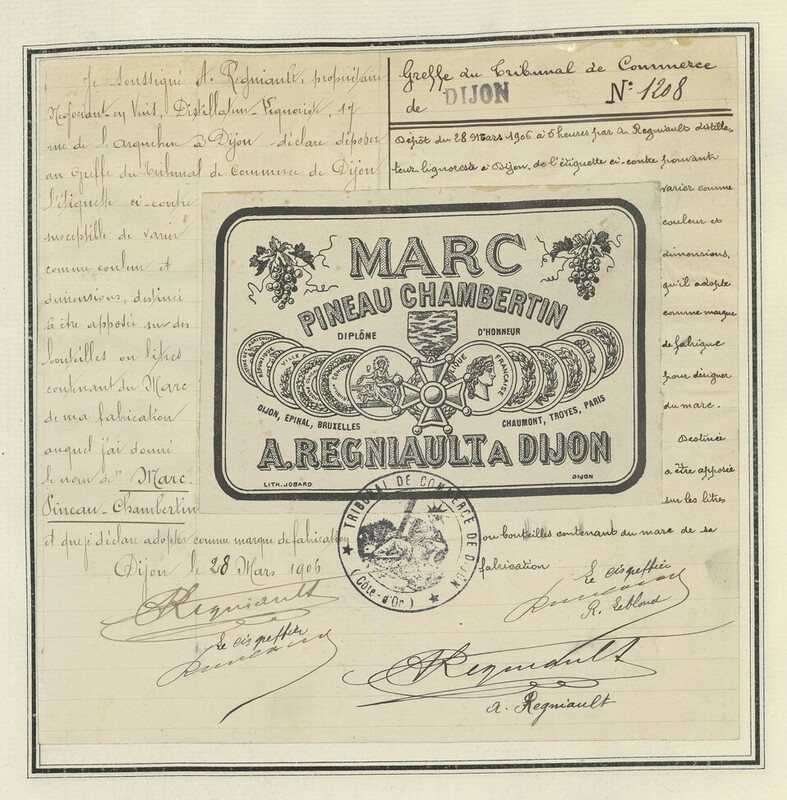 Je soussigné A. Regniault, propriétaire
Négociant en Vins, Distillateur-Liquoriste, 17
rue de l'Arquebuse à Dijon déclare déposer
au Greffe du Tribunal de Commerce de Dijon
l'étiquette ci-contre
susceptible de varier
comme couleur et
dimensions, destinée
à être apposée sur des
bouteilles ou litres
contenant du Marc
de ma fabrication
auquel j'ai donné
le nom de "Marc-
Pineau-Chambertin
et que je déclare adopter comme marque de fabrication
Dijon le 28 Mars 1906
Regniault
Le cis greffier
Greffe du Tribunal de Commerce
de DIJON N° 1208
Dépôt du 28 Mars 1906 à 5 heures par A. Regniault distilla-
teur liquoriste à Dijon, de l'étiquette ci-contre pouvant
varier comme
couleur et
dimensions,
qu'il adopte
comme marque
de fabrique
pour désigner
du marc.
Destinée
a être apposée
sur les litres
ou bouteilles contenant du marc de sa
fabrication
Le cis greffier
R. Leblond
Regniault
A. Regniault
MARC
PINEAU CHAMBERTIN
DIPLÔME D'HONNEUR
VILLE
FRANÇAISE
DIJON, EPINAL, BRUXELLES
CHAUMONT, TROYES, PARIS
A. REGNIAULT A DIJON
LITH. JOBARD DIJON
TRIBUNAL DE COMMERCE DE DIJON
(Côte-d'Or)